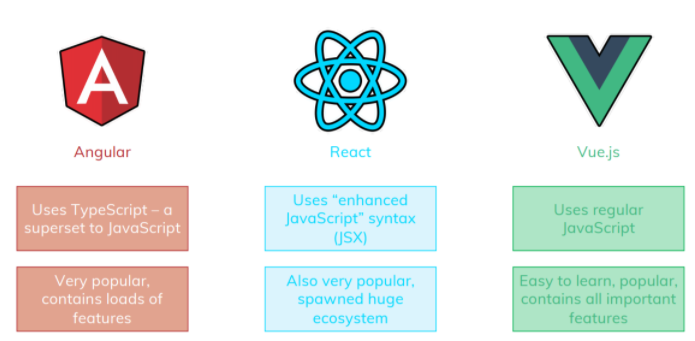 A
Angular
React
Vue.js
Uses TypeScript – a
superset to JavaScript
Uses “enhanced
JavaScript” syntax
(JSX)
Uses regular
JavaScript
Very popular,
contains loads of
features
Also very popular,
spawned huge
ecosystem
Easy to learn, popular,
contains all important
features